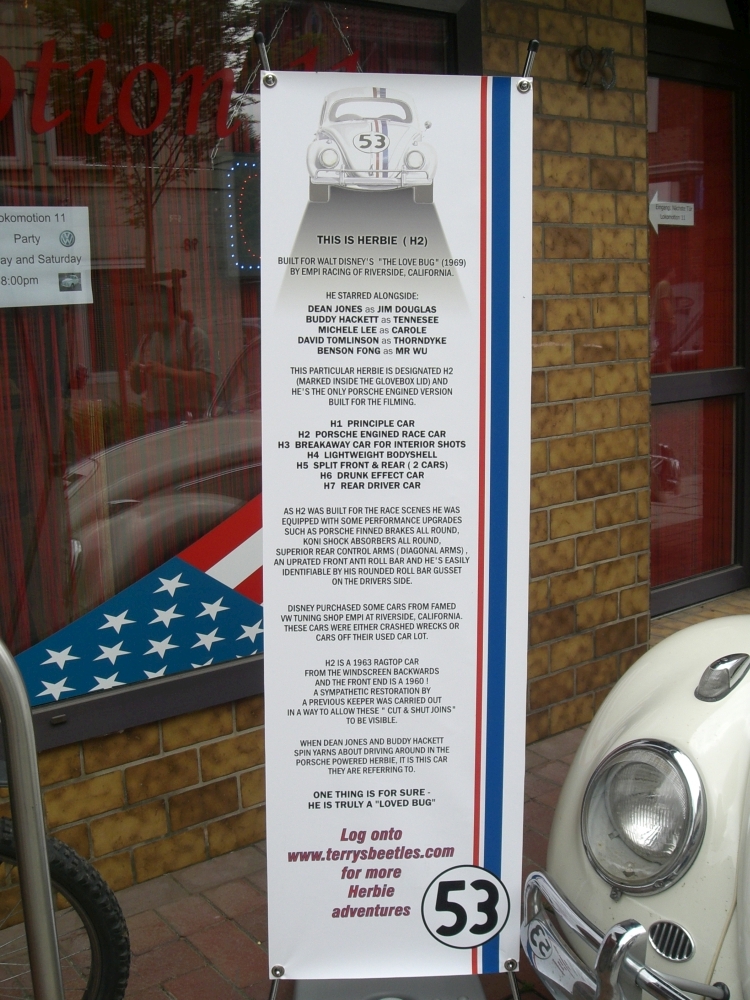 otion
okomotion 11
Party
ay and Saturday
8:00pm
53
THIS IS HERBIE ( H2)
BUILT FOR WALT DISNEY'S "THE LOVE BUG" (1969)
BY EMPI RACING OF RIVERSIDE, CALIFORNIA.
HE STARRED ALONGSIDE:
DEAN JONES as JIM DOUGLAS
BUDDY HACKETT as TENNESEE
MICHELE LEE as CAROLE
DAVID TOMLINSON as THORNDYKE
BENSON FONG as MR WU
THIS PARTICULAR HERBIE IS DESIGNATED H2
(MARKED INSIDE THE GLOVEBOX LID) AND
HE'S THE ONLY PORSCHE ENGINED VERSION
BUILT FOR THE FILMING.
H1 PRINCIPLE CAR
H2 PORSCHE ENGINED RACE CAR
H3 BREAKAWAY CAR FOR INTERIOR SHOTS
H4 LIGHTWEIGHT BODYSHELL
H5 SPLIT FRONT & REAR ( 2 CARS)
H6 DRUNK EFFECT CAR
H7 REAR DRIVER CAR
AS H2 WAS BUILT FOR THE RACE SCENES HE WAS
EQUIPPED WITH SOME PERFORMANCE UPGRADES
SUCH AS PORSCHE FINNED BRAKES ALL ROUND,
KONI SHOCK ABSORBERS ALL ROUND,
SUPERIOR REAR CONTROL ARMS ( DIAGONAL ARMS) ,
AN UPRATED FRONT ANTI ROLL BAR AND HE'S EASILY
IDENTIFIABLE BY HIS ROUNDED ROLL BAR GUSSET
ON THE DRIVERS SIDE.
DISNEY PURCHASED SOME CARS FROM FAMED
VW TUNING SHOP EMPI AT RIVERSIDE, CALIFORNIA.
THESE CARS WERE EITHER CRASHED WRECKS OR
CARS OFF THEIR USED CAR LOT.
H2 IS A 1963 RAGTOP CAR
FROM THE WINDSCREEN BACKWARDS
AND THE FRONT END IS A 1960 !
A SYMPATHETIC RESTORATION BY
A PREVIOUS KEEPER WAS CARRIED OUT
IN A WAY TO ALLOW THESE " CUT & SHUT JOINS"
TO BE VISIBLE.
WHEN DEAN JONES AND BUDDY HACKETT
SPIN YARNS ABOUT DRIVING AROUND IN THE
PORSCHE POWERED HERBIE, IT IS THIS CAR
THEY ARE REFERING TO.
ONE THING IS FOR SURE -
HE IS TRULY A "LOVED BUG"
Log onto
www.terrysbeetles.com
for more
Herbie
adventures
53